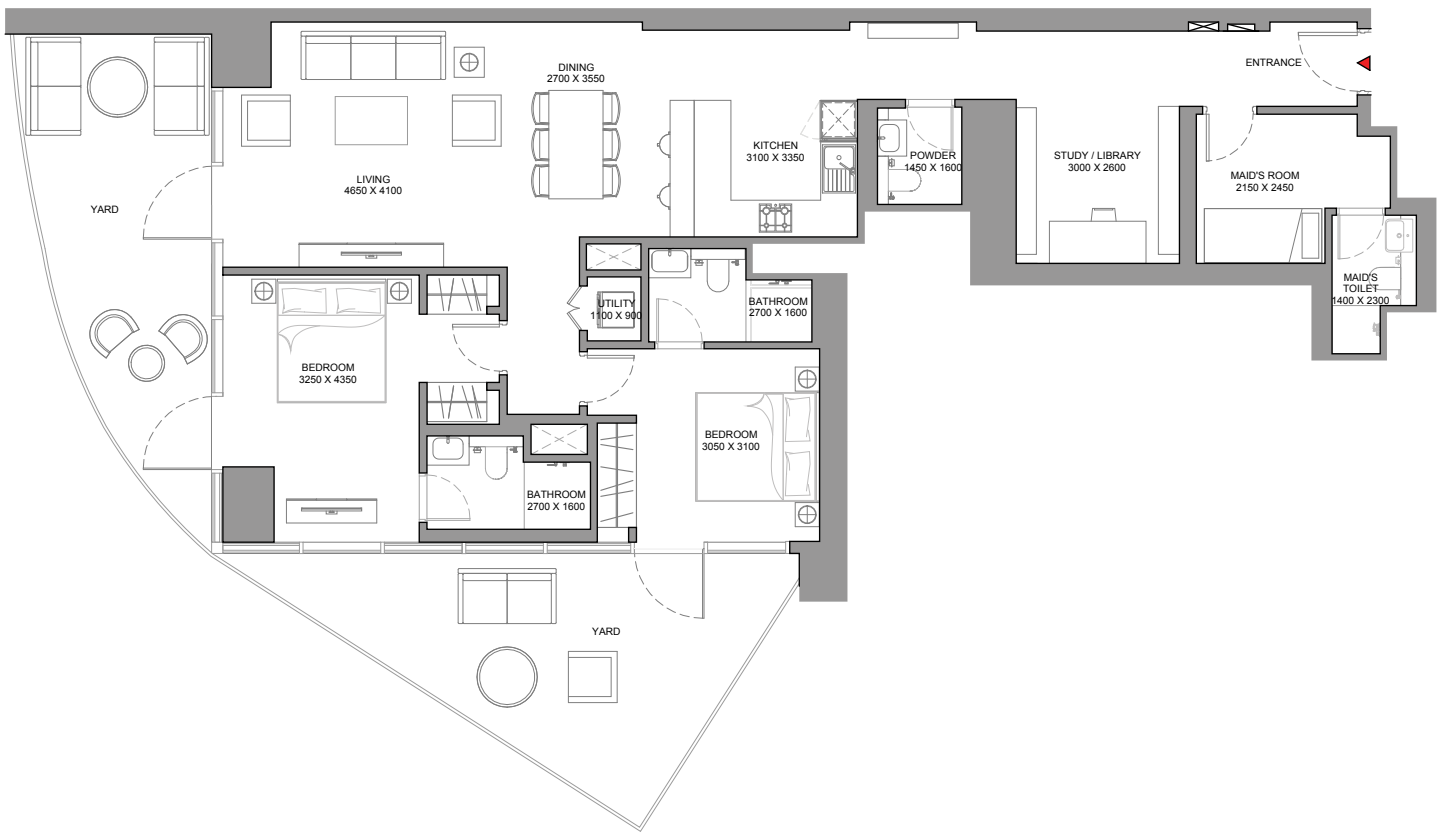 ENTRANCE
DINING
2700 X 3550
KITCHEN
3100 X 3350
POWDER
1450 X 1600
STUDY / LIBRARY
3000 X 2600
MAID'S ROOM
2150 X 2450
LIVING
4650 X 4100
YARD
MAID'S
TOILET
1400 X 2300
UTILITY
1100 X 900
BATHROOM
2700 X 1600
BEDROOM
3250 X 4350
BEDROOM
3050 X 3100
BATHROOM
2700 X 1600
YARD